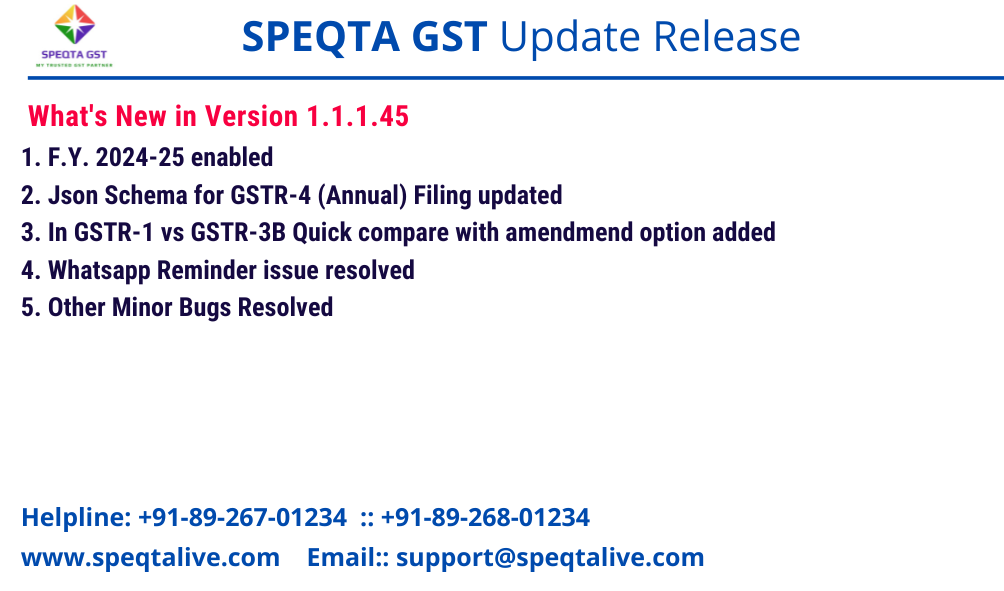 SPEQTA GST
MY TRUSTED GST PARTNER
SPEQTA GST Update Release
What's New in Version 1.1.1.45
1. F.Y. 2024-25 enabled
2. Json Schema for GSTR-4 (Annual) Filing updated
3. In GSTR-1 vs GSTR-3B Quick compare with amendmend option added
4. Whatsapp Reminder issue resolved
5. Other Minor Bugs Resolved
Helpline: +91-89-267-01234 :: +91-89-268-01234
www.speqtalive.com Email:: support@speqtalive.com